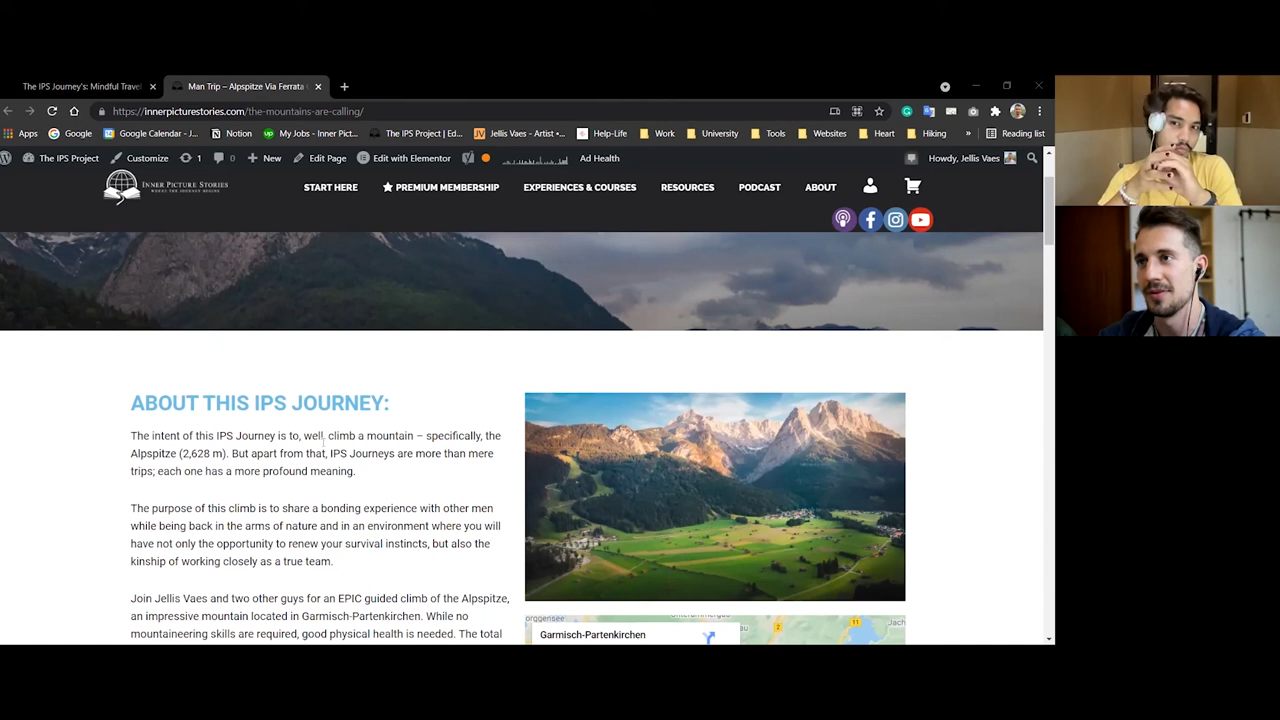 The IPS Journey's: Mindful Trave
Man Trip – Alpspitze Via Ferrata
https://innerpicturestories.com/the-mountains-are-calling/
Apps
Google
Google Calendar - J...
Notion
My Jobs - Inner Pict...
The IPS Project | Ed...
Jellis Vaes - Artist •...
Help-Life
Work
University
Tools
Websites
Heart
Hiking
»
Reading list
The IPS Project
Customize
1
0
New
Edit Page
Edit with Elementor
Ad Health
Howdy, Jellis Vaes
INNER PICTURE STORIES
WHERE THE JOURNEY BEGINS
START HERE
PREMIUM MEMBERSHIP
EXPERIENCES & COURSES
RESOURCES
PODCAST
ABOUT
ABOUT THIS IPS JOURNEY:
The intent of this IPS Journey is to, well, climb a mountain – specifically, the
Alpspitze (2,628 m). But apart from that, IPS Journeys are more than mere
trips; each one has a more profound meaning.
The purpose of this climb is to share a bonding experience with other men
while being back in the arms of nature and in an environment where you will
have not only the opportunity to renew your survival instincts, but also the
kinship of working closely as a true team.
Join Jellis Vaes and two other guys for an EPIC guided climb of the Alpspitze,
an impressive mountain located in Garmisch-Partenkirchen. While no
mountaineering skills are required, good physical health is needed. The total
Garmisch-Partenkirchen
2
11
Jach